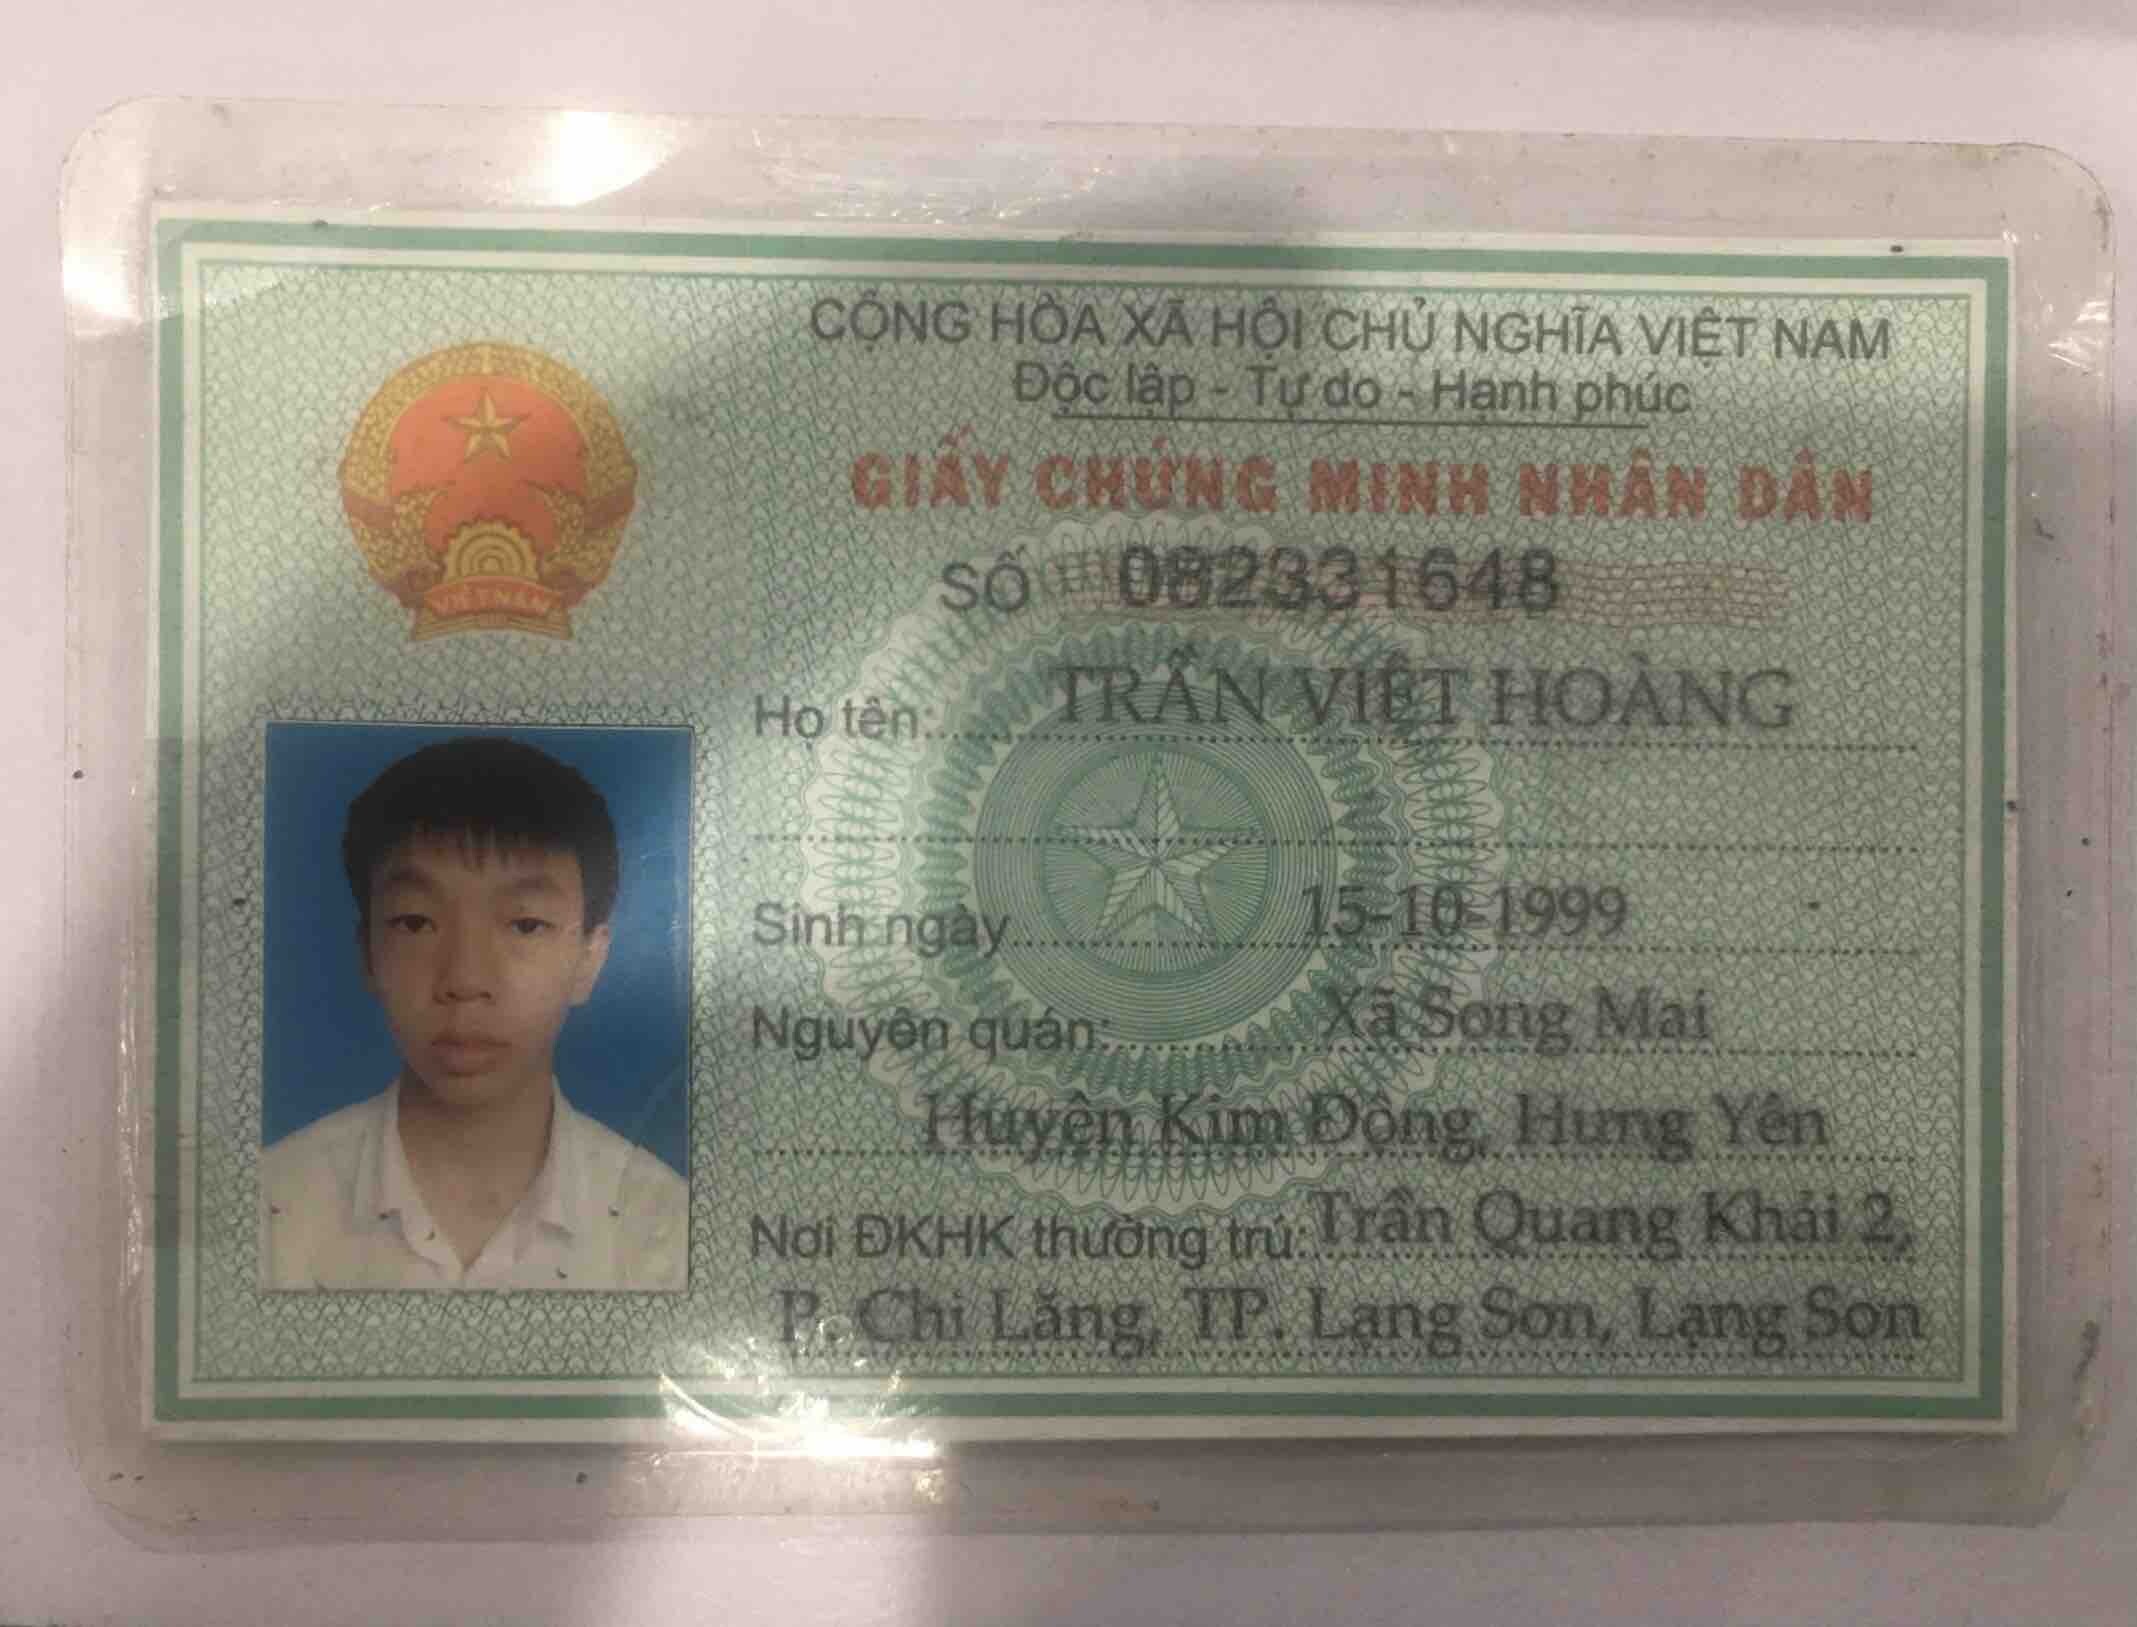 CỘNG HÒA XÃ HỘI CHỦ NGHĨA VIỆT NAM
Độc lập - Tự do - Hạnh phúc
GIẤY CHỨNG MINH NHÂN DÂN
SỐ 082331648
VIỆT NAM
Họ tên: TRẦN VIỆT HOÀNG
Sinh ngày 15-10-1999
Nguyên quán: Xã Song Mai
Huyện Kim Động, Hưng Yên
Nơi ĐKHK thường trú: Trần Quang Khải 2,
P. Chi Lăng, TP. Lạng Sơn, Lạng Sơn